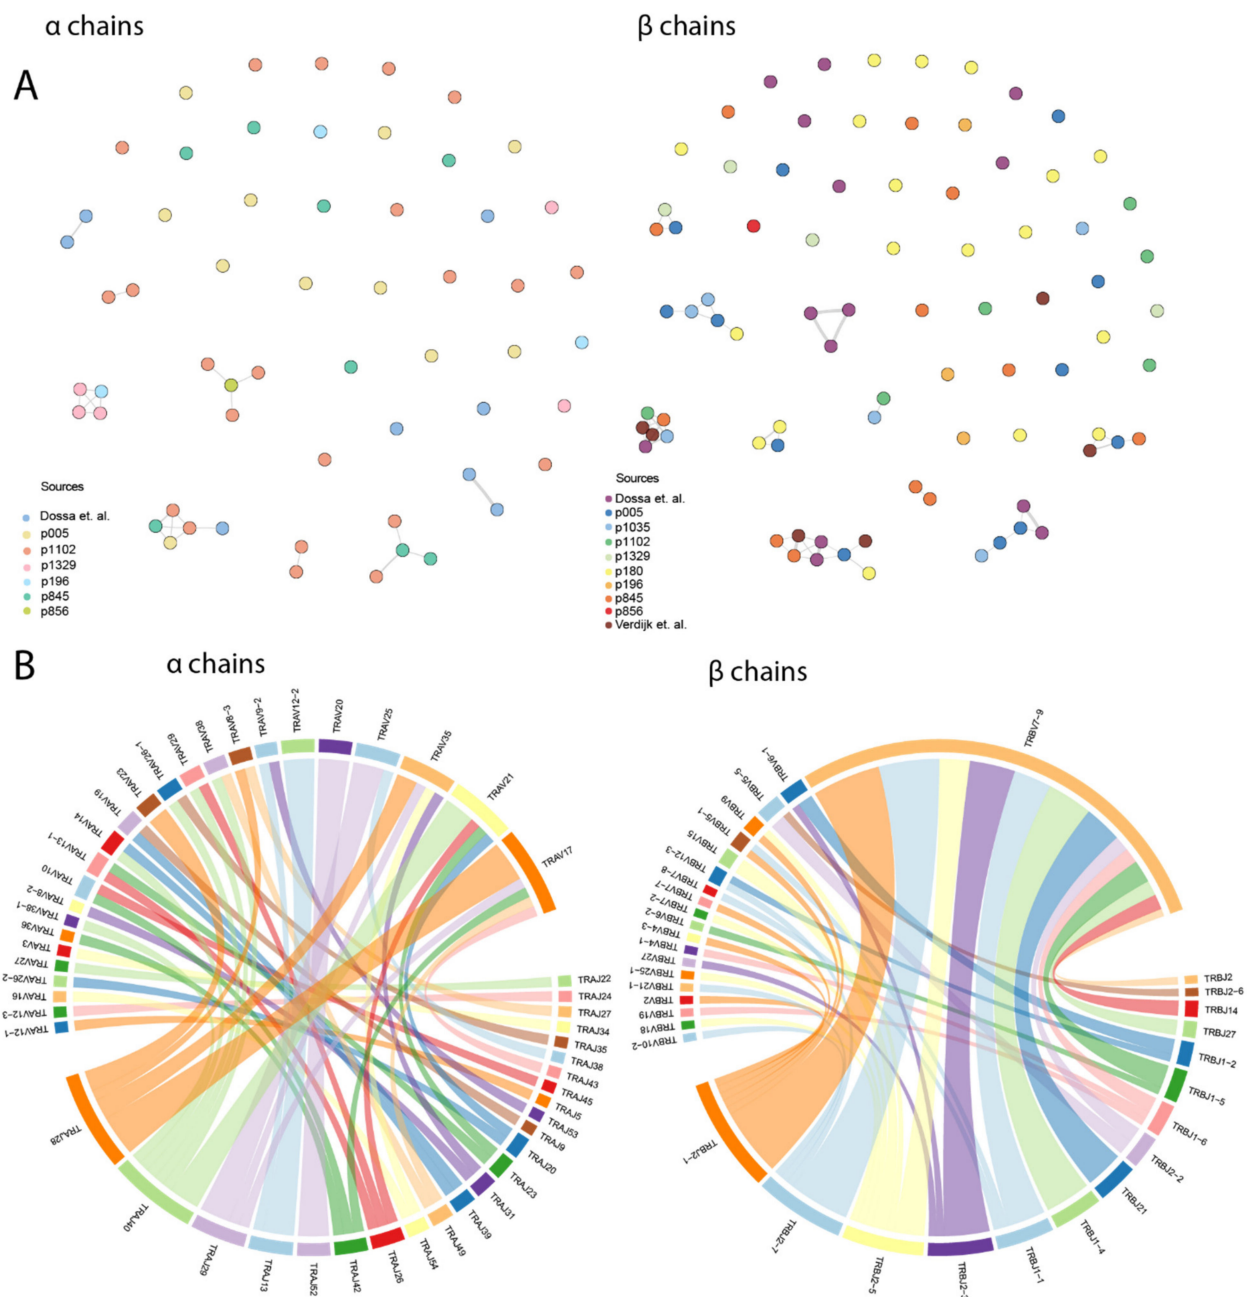 α chains
β chains
A
Sources
Dossa et. al.
p005
p1102
p1329
p196
p845
p856
Sources
Dossa et. al.
p005
p1035
p1102
p1329
p180
p196
p845
p856
Verdijk et. al.
B
α chains
β chains
TRAV12-1
TRAV12-3
TRAV16
TRAV26-2
TRAV27
TRAV3
TRAV36
TRAV38-1
TRAV8-2
TRAV10
TRAV13-1
TRAV14
TRAV19
TRAV23
TRAV26-1
TRAV29
TRAV38
TRAV8-3
TRAV9-2
TRAV12-2
TRAV20
TRAV25
TRAV35
TRAV21
TRAV17
TRAJ22
TRAJ24
TRAJ27
TRAJ34
TRAJ35
TRAJ38
TRAJ43
TRAJ45
TRAJ5
TRAJ53
TRAJ9
TRAJ20
TRAJ23
TRAJ31
TRAJ39
TRAJ49
TRAJ54
TRAJ26
TRAJ42
TRAJ52
TRAJ13
TRAJ29
TRAJ40
TRAJ28
TRBV10-2
TRBV18
TRBV19
TRBV2
TRBV21-1
TRBV25-1
TRBV27
TRBV4-1
TRBV4-3
TRBV6-2
TRBV7-2
TRBV7-7
TRBV7-8
TRBV12-3
TRBV15
TRBV5-1
TRBV9
TRBV5-5
TRBV6-1
TRBV7-9
TRBJ2
TRBJ2-6
TRBJ14
TRBJ27
TRBJ1-2
TRBJ1-5
TRBJ1-6
TRBJ2-2
TRBJ21
TRBJ1-4
TRBJ1-1
TRBJ2-5
TRBJ2-7
TRBJ2-1